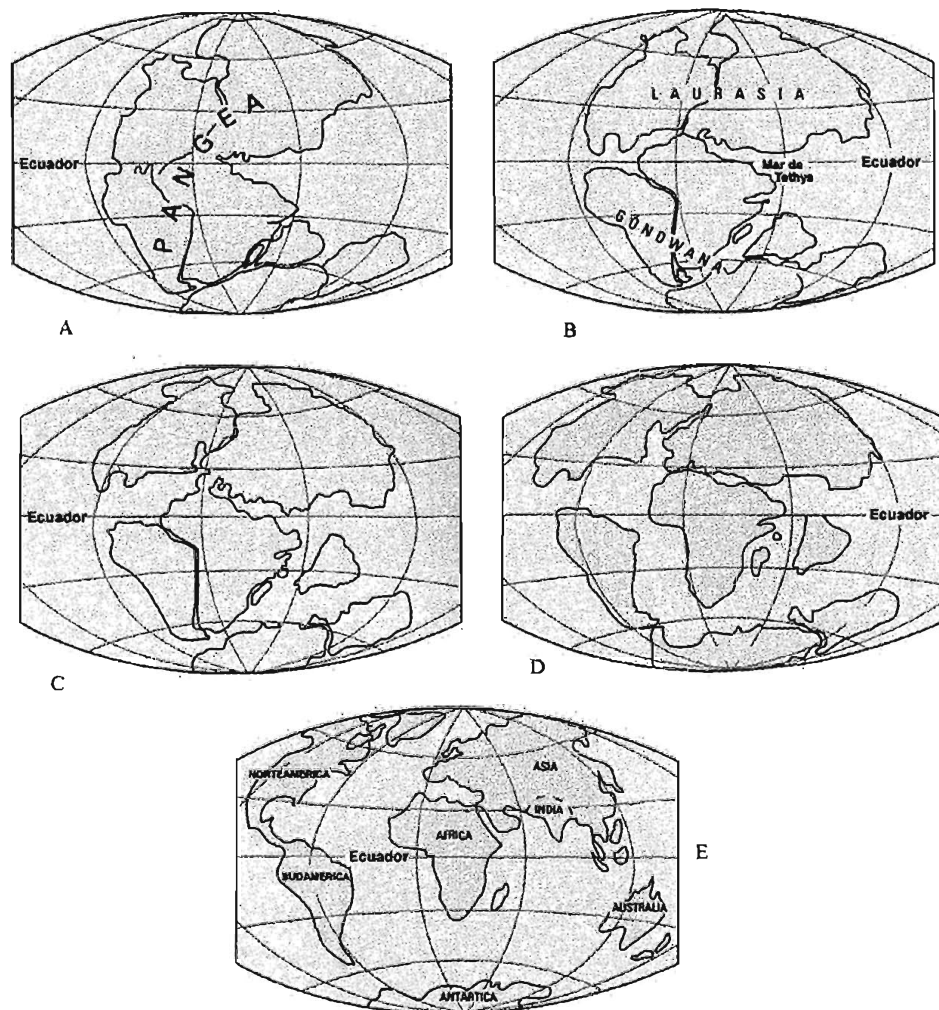 PANGEA
Ecuador
A
LAURASIA
Mar de
Tethys
Ecuador
GONDWANA
B
Ecuador
C
Ecuador
D
NORTEAMERICA
ASIA
INDIA
AFRICA
Ecuador
SUDAMERICA
AUSTRALIA
ANTARTICA
E